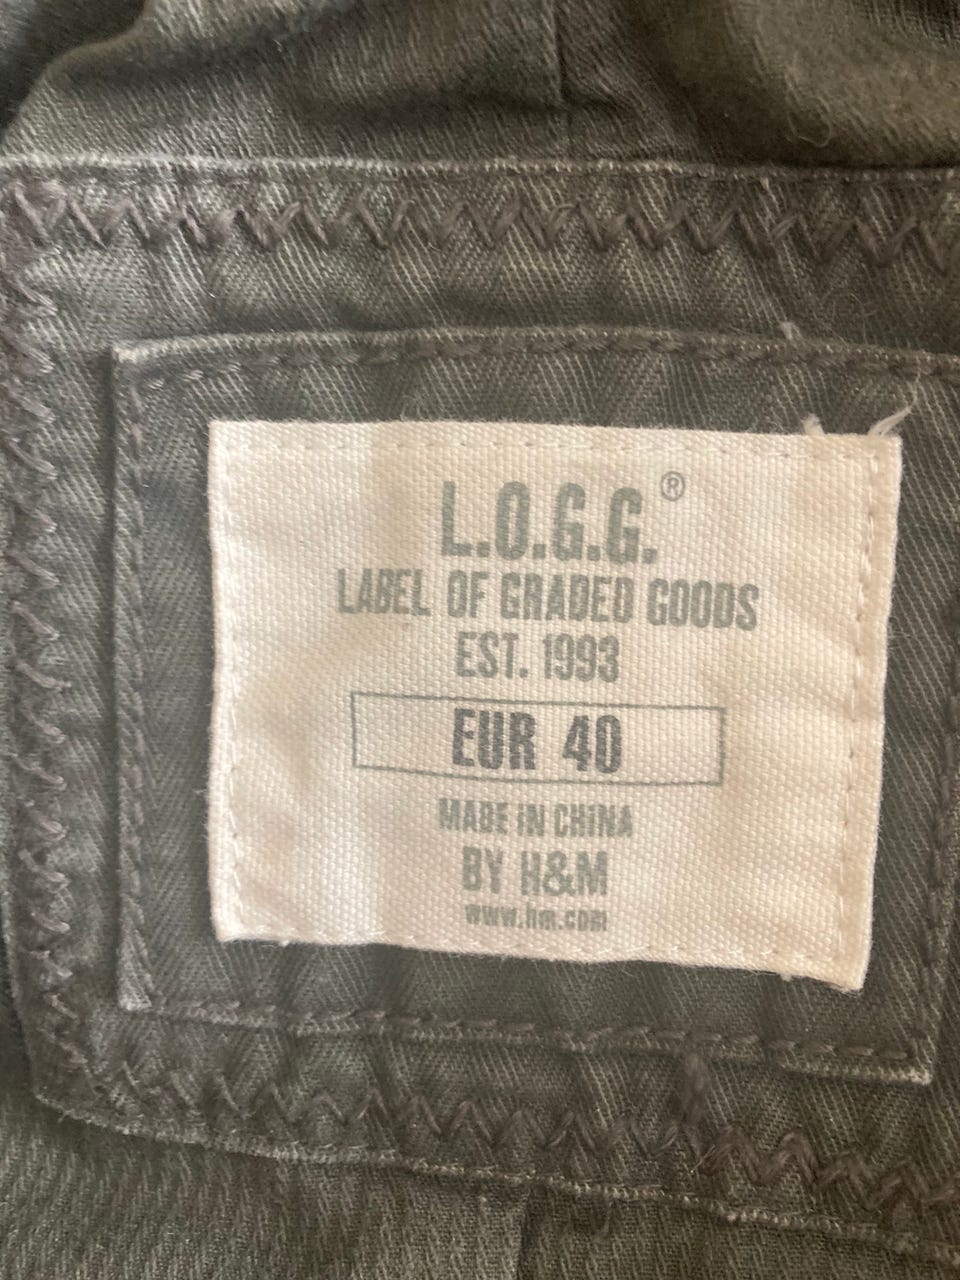 L.O.G.G.®
LABEL OF GRADED GOODS
EST. 1993
EUR 40
MADE IN CHINA
BY H&M
www.hm.com